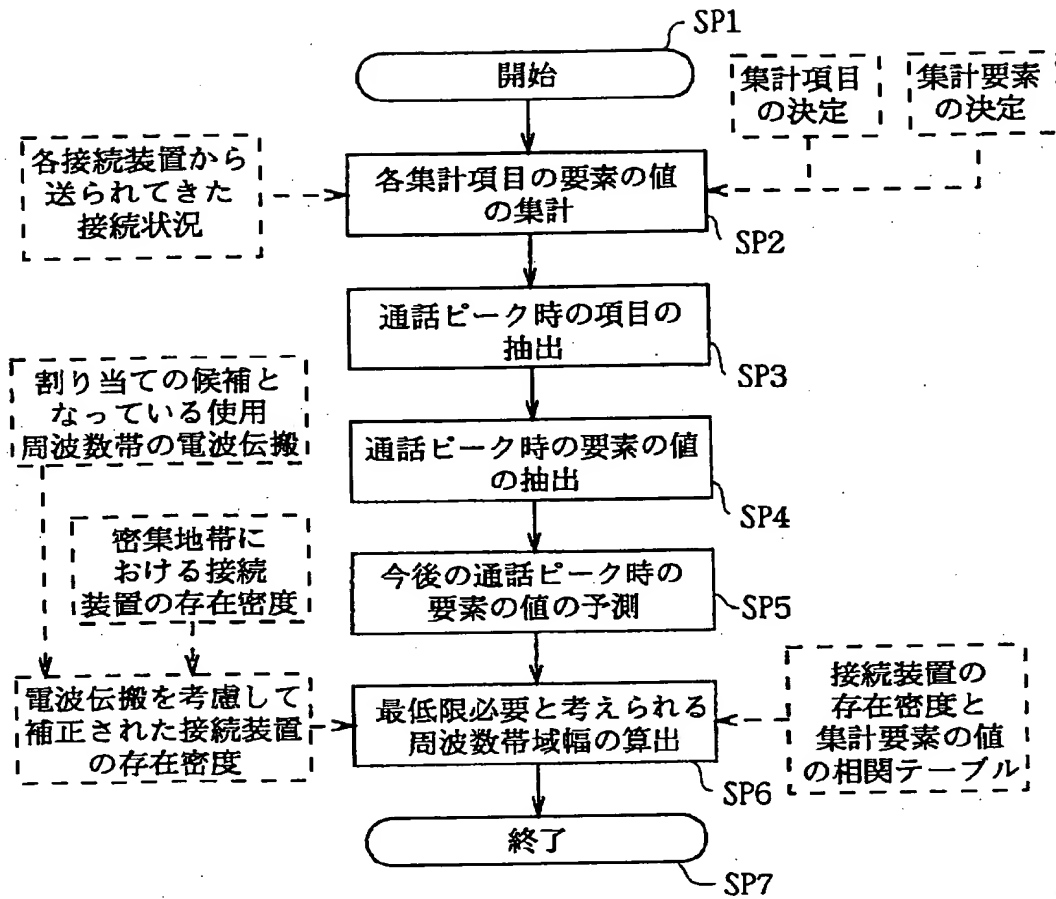 SP1
開始
集計項目
の決定
集計要素
の決定
各接続装置から
送られてきた
接続状況
各集計項目の要素の値
の集計
SP2
通話ピーク時の項目の
抽出
SP3
割り当ての候補と
なっている使用
周波数帯の電波伝搬
通話ピーク時の要素の値
の抽出
SP4
密集地帯に
おける接続
装置の存在密度
今後の通話ピーク時の
要素の値の予測
SP5
電波伝搬を考慮して
補正された接続装置
の存在密度
最低限必要と考えられる
周波数帯域幅の算出
SP6
接続装置の
存在密度と
集計要素の値
の相関テーブル
終了
SP7